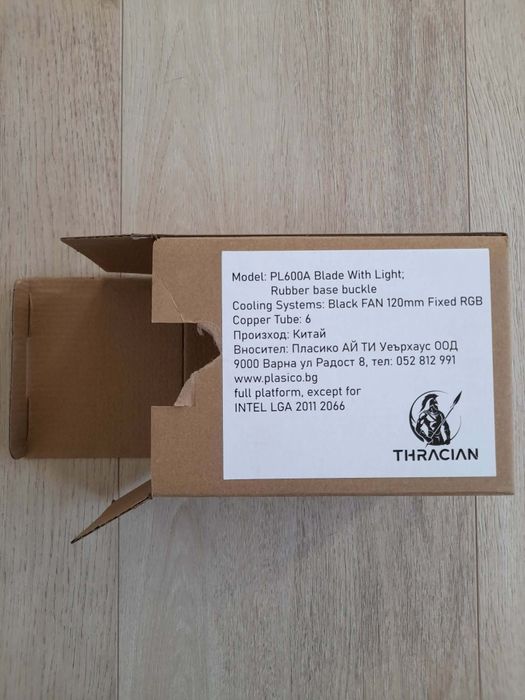 Model: PL600A Blade With Light;
Rubber base buckle
Cooling Systems: Black FAN 120mm Fixed RGB
Copper Tube: 6
Произход: Китай
Вносител: Пласико АЙ ТИ Уеърхаус ООД
9000 Варна ул Радост 8, тел: 052 812 991
www.plasico.bg
full platform, except for
INTEL LGA 2011 2066
THRACIAN